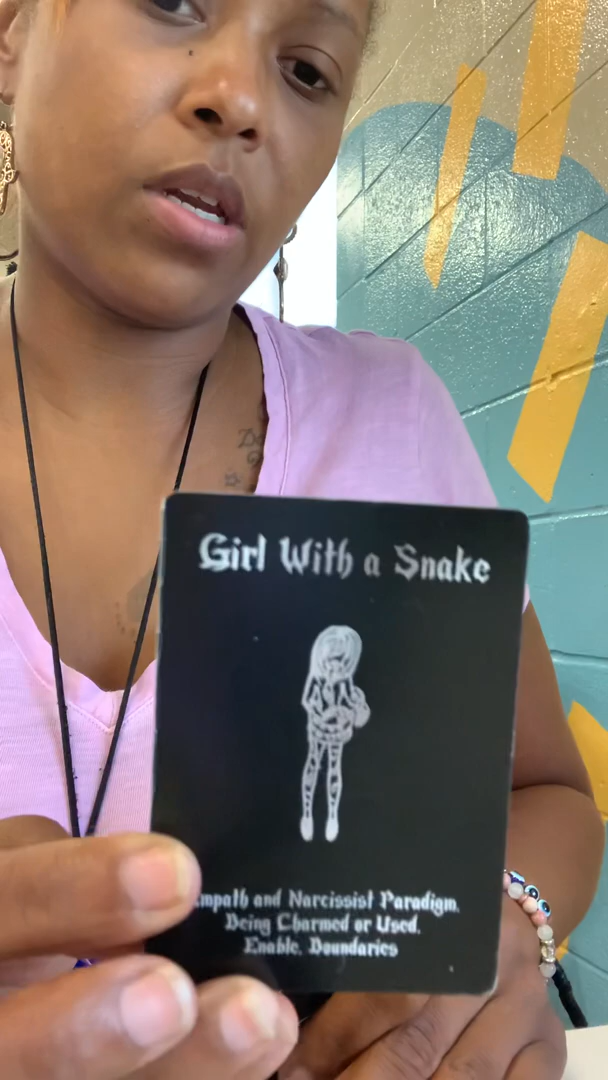 Girl With a Snake
and Narcissist Paradigm.
Being Charmed or Used.
Enable. Boundaries